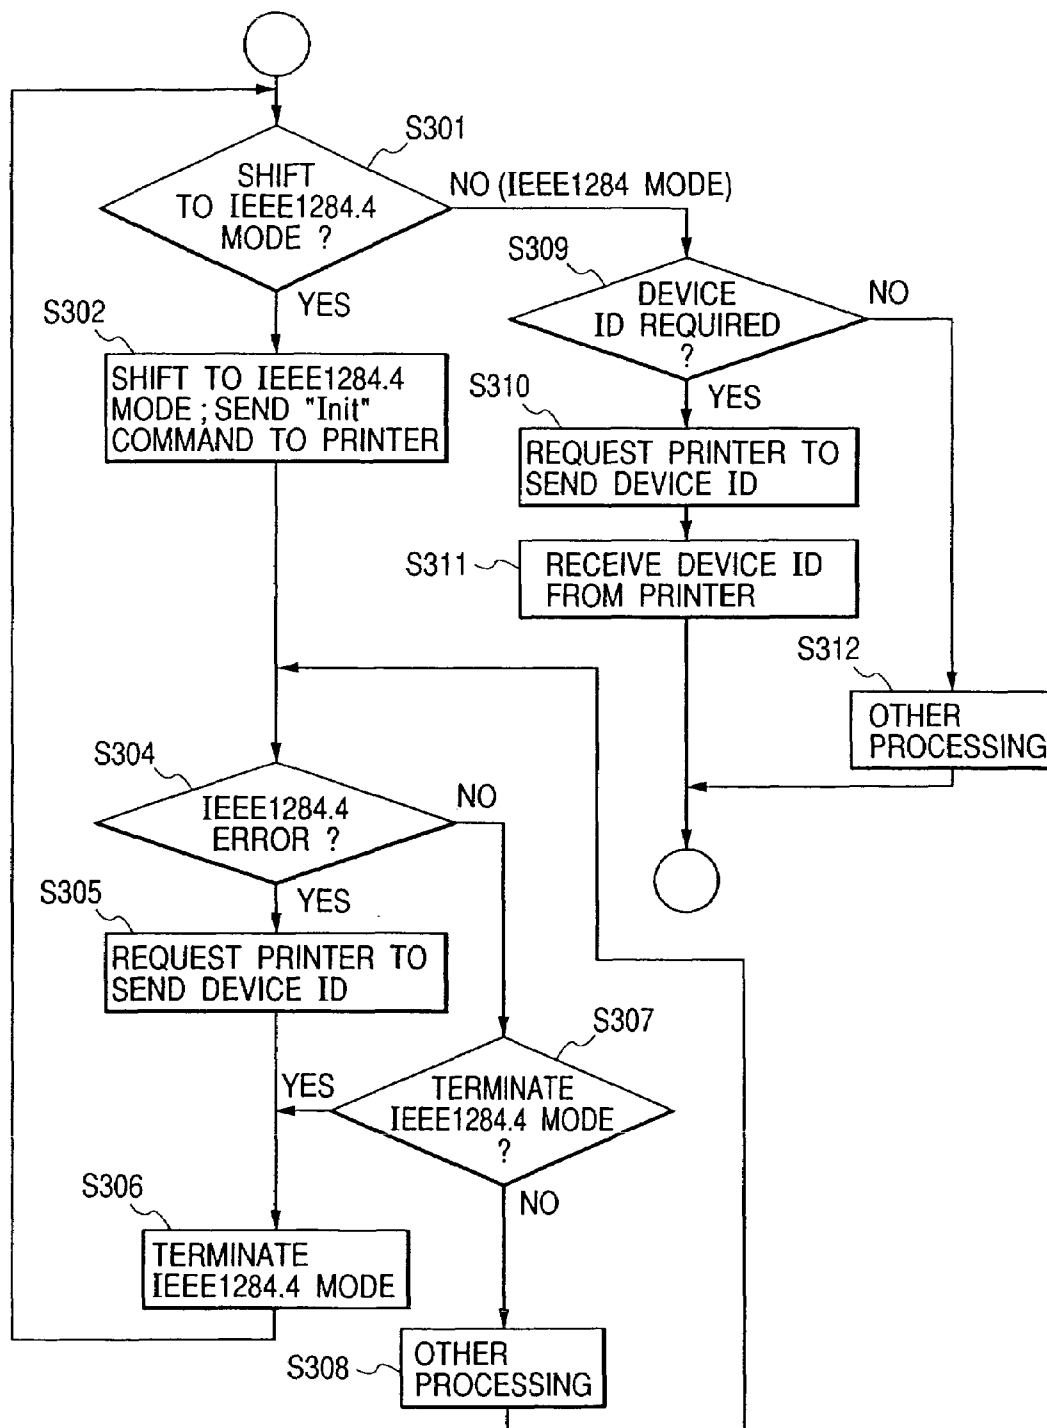 S301
SHIFT
TO IEEE1284.4
MODE ?
NO (IEEE1284 MODE)
YES
S309
DEVICE
ID REQUIRED
?
NO
YES
S302
SHIFT TO IEEE1284.4
MODE ; SEND "Init"
COMMAND TO PRINTER
S310
REQUEST PRINTER TO
SEND DEVICE ID
S311
RECEIVE DEVICE ID
FROM PRINTER
S312
OTHER
PROCESSING
S304
IEEE1284.4
ERROR ?
NO
YES
S305
REQUEST PRINTER TO
SEND DEVICE ID
S307
TERMINATE
IEEE1284.4 MODE
?
YES
NO
S306
TERMINATE
IEEE1284.4 MODE
S308
OTHER
PROCESSING